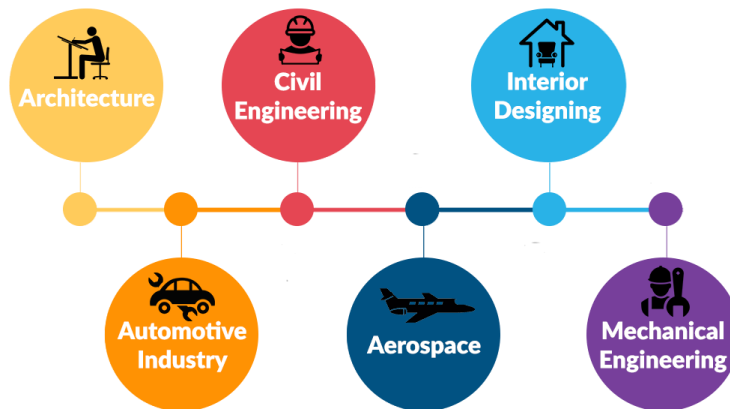 Architecture
Civil
Engineering
Interior
Designing
Automotive
Industry
Aerospace
Mechanical
Engineering